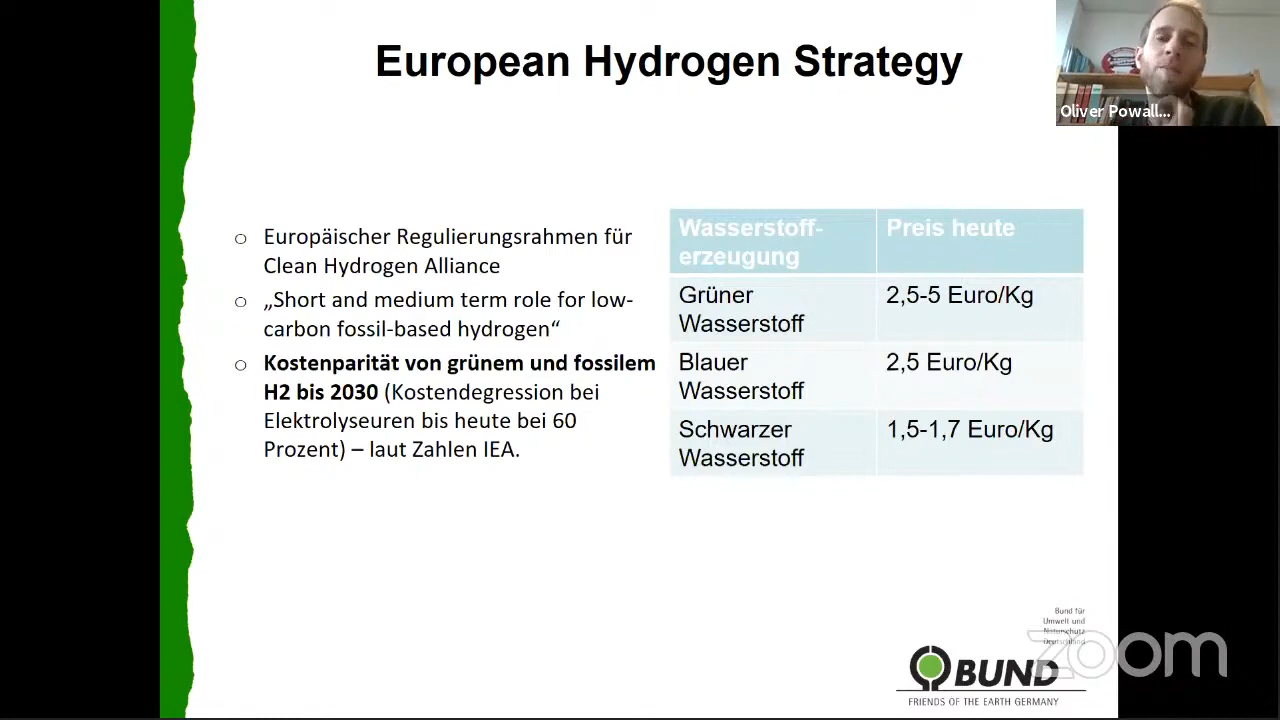 European Hydrogen Strategy
Oliver Powall...
Europäischer Regulierungsrahmen für
Clean Hydrogen Alliance
„Short and medium term role for low-
carbon fossil-based hydrogen“
Kostenparität von grünem und fossilem
H2 bis 2030 (Kostendegression bei
Elektrolyseuren bis heute bei 60
Prozent) – laut Zahlen IEA.
Wasserstoff-
erzeugung
Preis heute
Grüner
Wasserstoff
2,5-5 Euro/Kg
Blauer
Wasserstoff
2,5 Euro/Kg
Schwarzer
Wasserstoff
1,5-1,7 Euro/Kg
Bund für
Umwelt und
Naturschutz
Deutschland
zoom
BUND
FRIENDS OF THE EARTH GERMANY